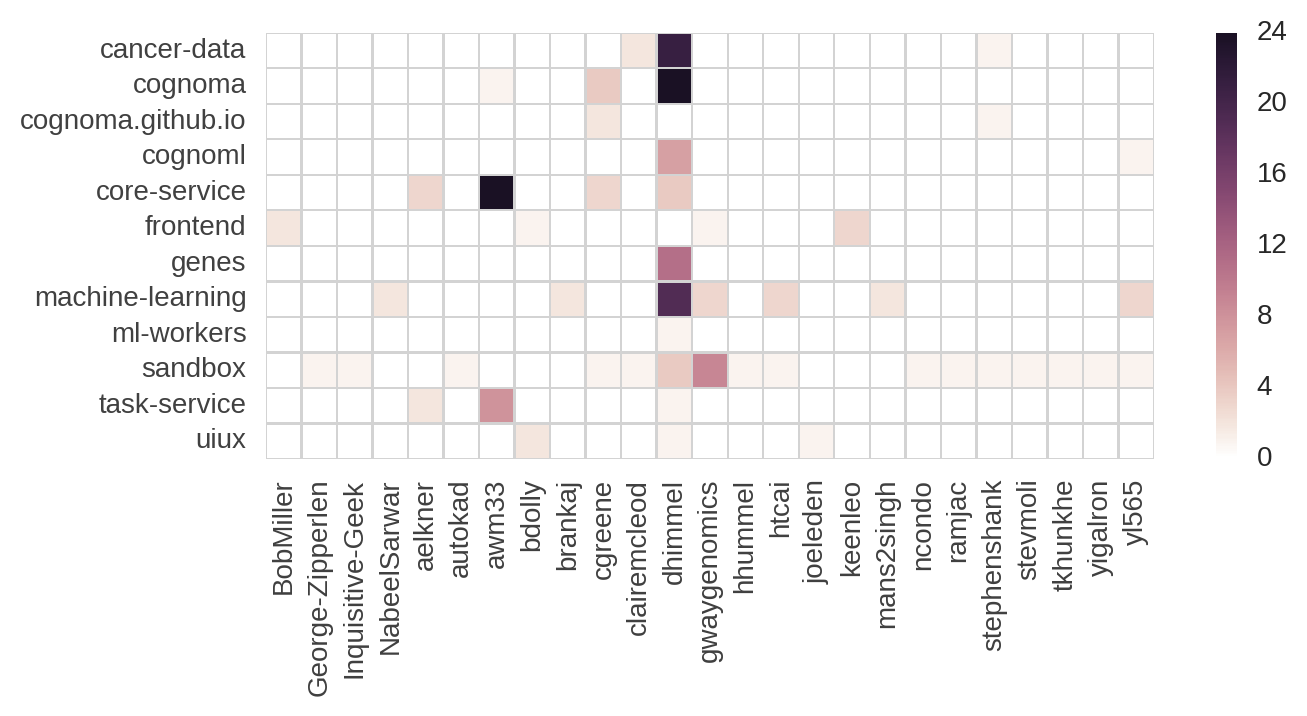 cancer-data
cognoma
cognoma.github.io
cognoml
core-service
frontend
genes
machine-learning
ml-workers
sandbox
task-service
uiux
BobMiller
George-Zipperlen
Inquisitive-Geek
NabeelSarwar
aelkner
autokad
awm33
bdolly
brankaj
cgreene
clairemcleod
dhimmel
gwaygenomics
hhummel
htcai
joeleden
keenleo
mans2singh
ncondo
ramjac
stephenshank
stevmoli
tkhunkhe
yigalron
yl565
24
20
16
12
8
4
0